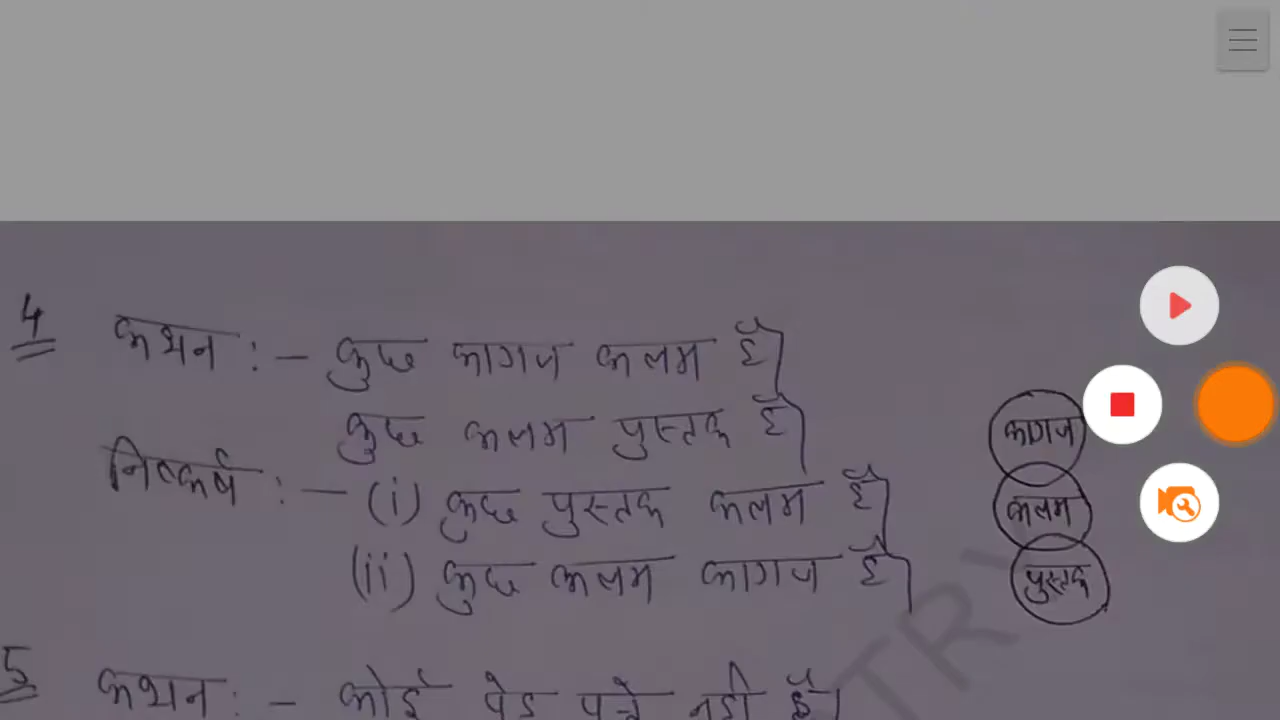 4 कथन :- कुछ कागज कलम हैं।
कुछ कलम पुस्तक हैं।
निष्कर्ष :- (i) कुछ पुस्तक कलम हैं।
(ii) कुछ कलम कागज हैं।
कागज
कलम
पुस्तक
TRY
5 कथन :- कोई पेड पत्ते नही हैं।